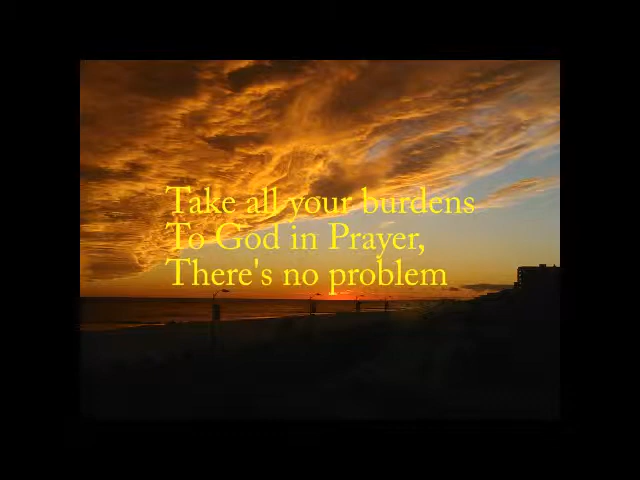 Take all your burdens
To God in Prayer,
There's no problem